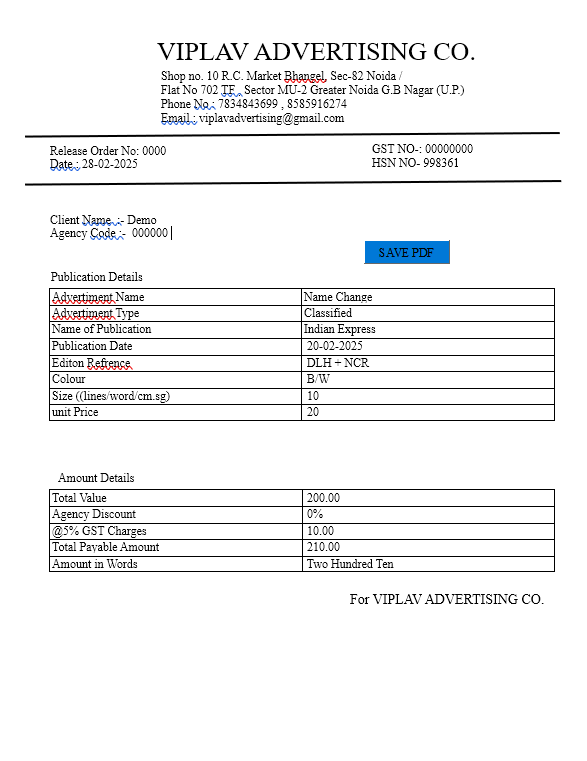 VIPLAV ADVERTISING CO.
Shop no. 10 R.C. Market Bhangel, Sec-82 Noida /
Flat No 702 TF , Sector MU-2 Greater Noida G.B Nagar (U.P.)
Phone No : 7834843699 , 8585916274
Email : viplavadvertising@gmail.com
Release Order No: 0000 GST NO-: 00000000
Date : 28-02-2025 HSN NO- 998361
Client Name :- Demo
Agency Code :- 000000
SAVE PDF
Publication Details
Advertiment Name Name Change
Advertiment Type Classified
Name of Publication Indian Express
Publication Date 20-02-2025
Editon Refrence DLH + NCR
Colour B/W
Size ((lines/word/cm.sg) 10
unit Price 20
Amount Details
Total Value 200.00
Agency Discount 0%
@5% GST Charges 10.00
Total Payable Amount 210.00
Amount in Words Two Hundred Ten
For VIPLAV ADVERTISING CO.